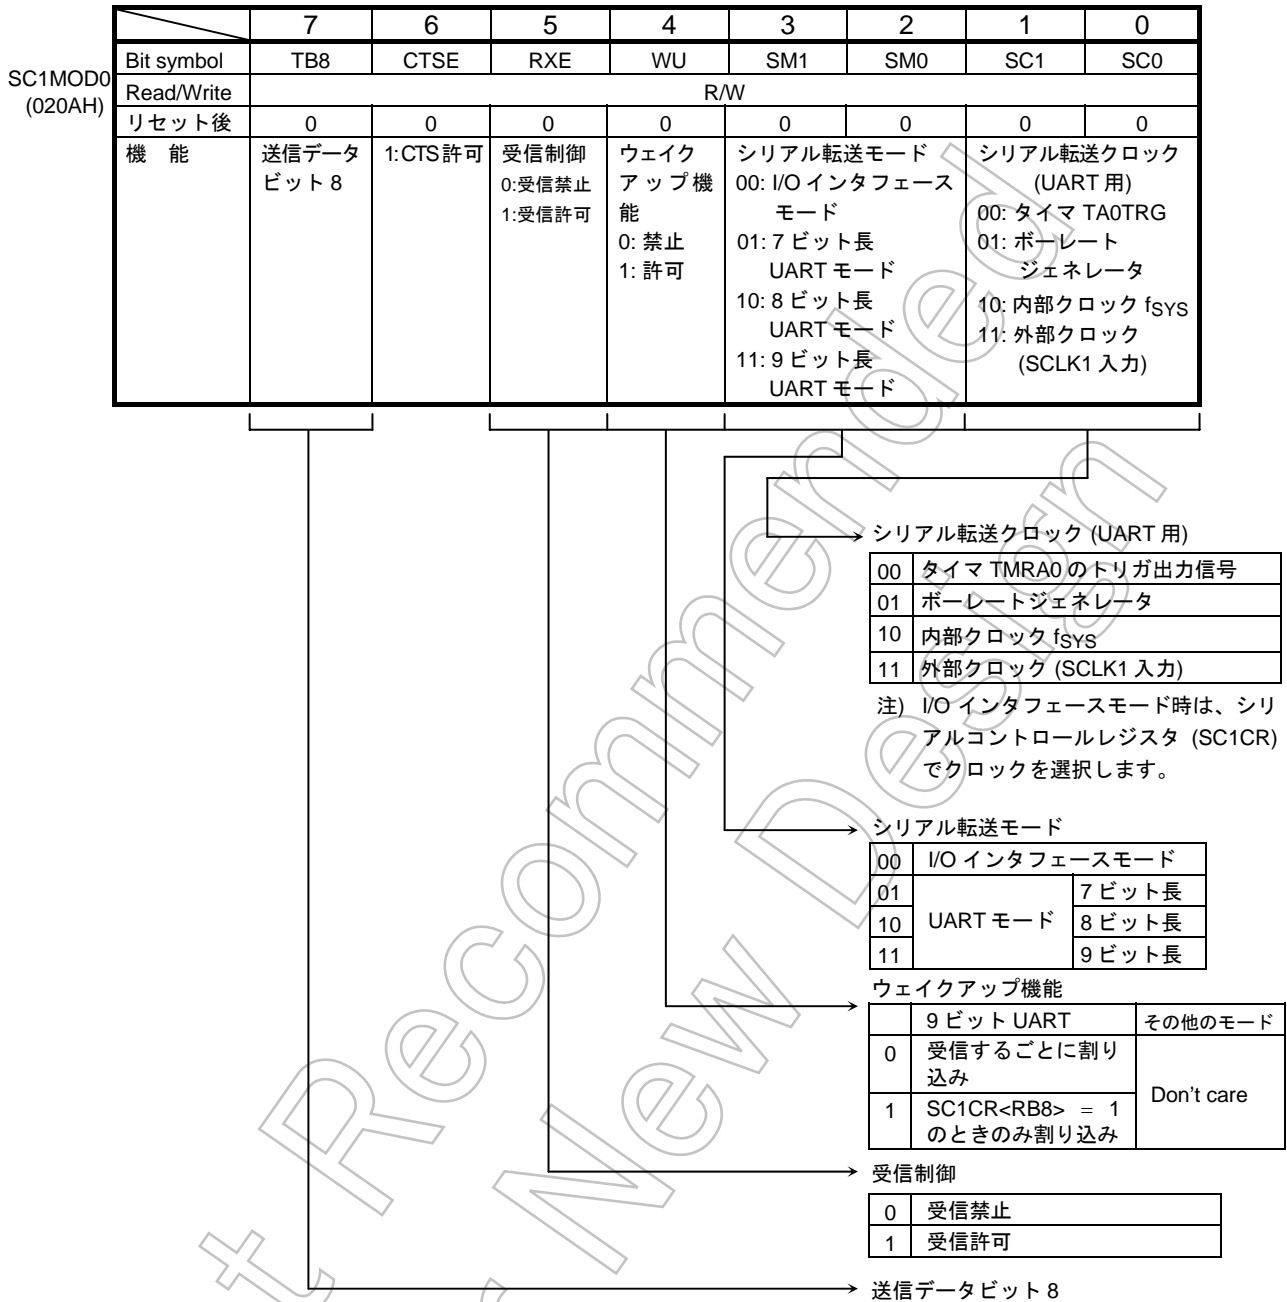 7 6 5 4 3 2 1 0
SC1MOD0
(020AH)
Bit symbol TB8 CTSE RXE WU SM1 SM0 SC1 SC0
Read/Write R/W
リセット後 0 0 0 0 0 0 0 0
機 能
送信データ
ビット 8
1:CTS許可
受信制御
0:受信禁止
1:受信許可
ウェイク
アップ機
能
0: 禁止
1: 許可
シリアル転送モード
00: I/O インタフェース
モード
01: 7 ビット長
UART モード
10: 8 ビット長
UART モード
11: 9 ビット長
UART モード
シリアル転送クロック
(UART 用)
00: タイマ TA0TRG
01: ボーレート
ジェネレータ
10: 内部クロック fSYS
11: 外部クロック
(SCLK1 入力)
シリアル転送クロック (UART 用)
00 タイマ TMRA0 のトリガ出力信号
01 ボーレートジェネレータ
10 内部クロック fSYS
11 外部クロック (SCLK1 入力)
注) I/O インタフェースモード時は、シリ
アルコントロールレジスタ (SC1CR)
でクロックを選択します。
シリアル転送モード
00 I/O インタフェースモード
01 7 ビット長
10 UART モード 8 ビット長
11 9 ビット長
ウェイクアップ機能
9 ビット UART その他のモード
0 受信するごとに割り
込み
Don't care
1 SC1CR<RB8> = 1
のときのみ割り込み
受信制御
0 受信禁止
1 受信許可
送信データビット 8
t Recommended
r New Design